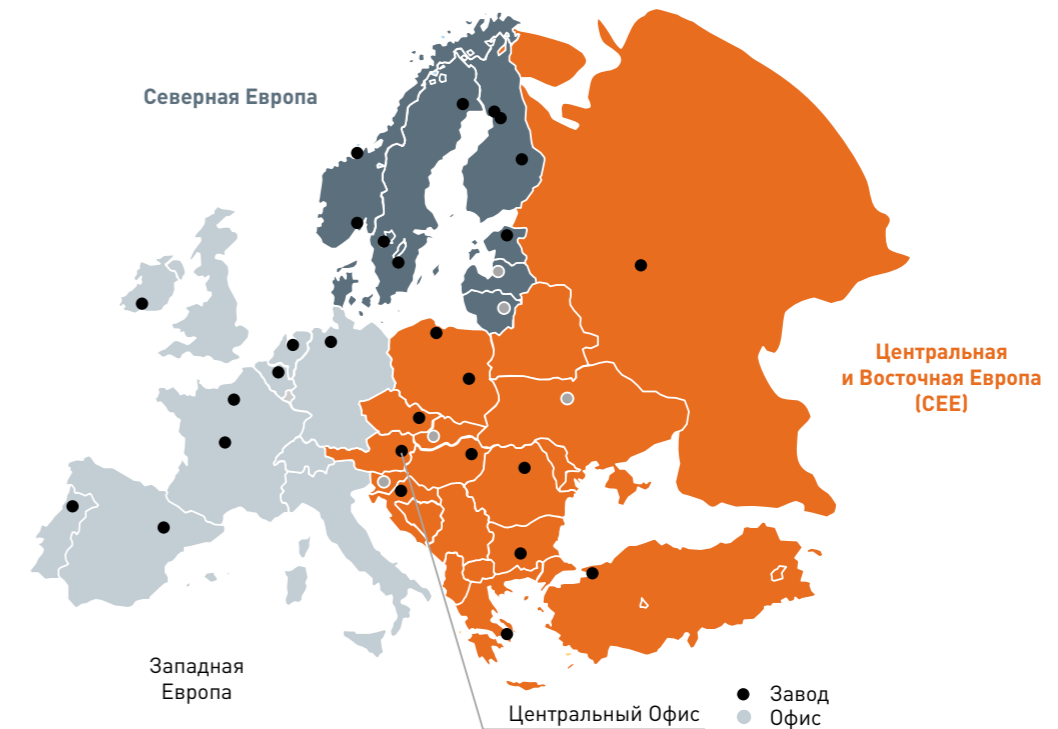 Северная Европа
Центральная
и Восточная Европа
(CEE)
Западная
Европа
Центральный Офис
Завод
Офис